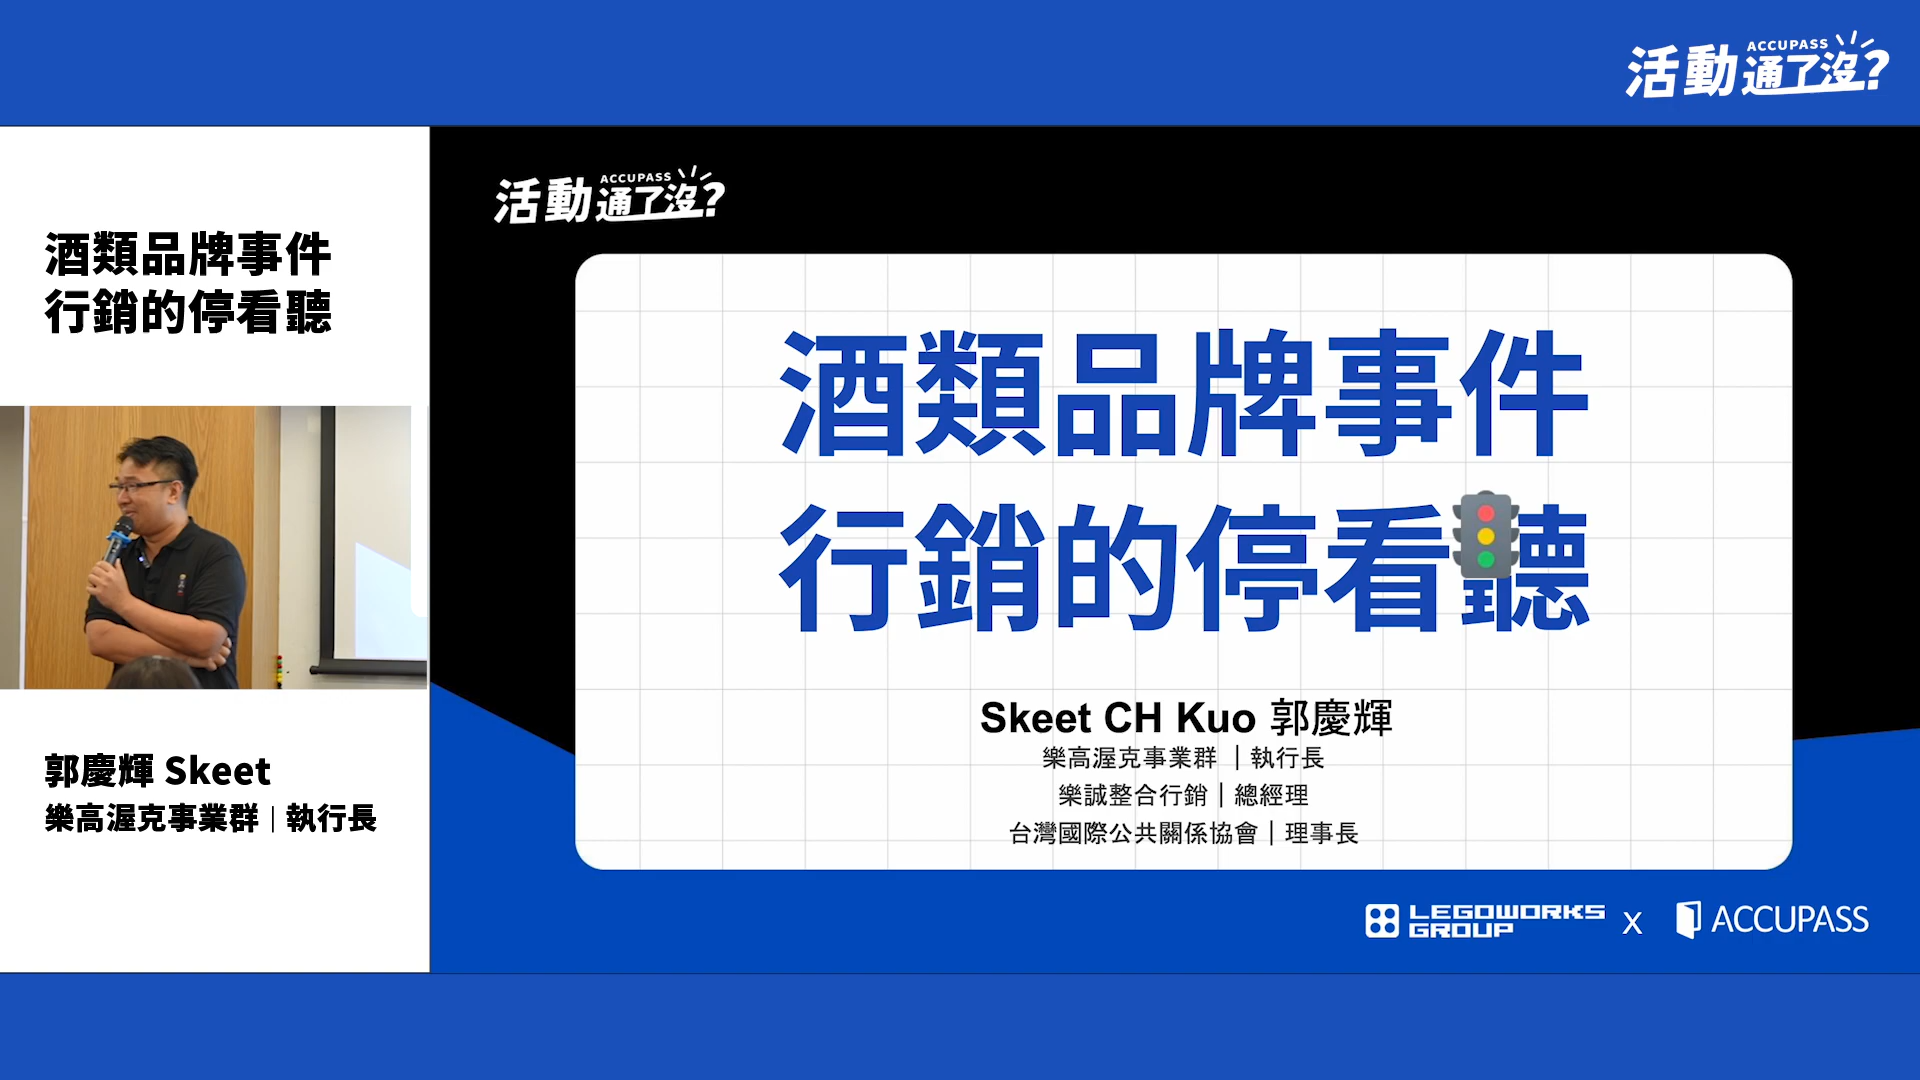 ACCUPASS
活動通了沒?
酒類品牌事件
行銷的停看聽
郭慶輝 Skeet
樂高渥克事業群|執行長
ACCUPASS
活動通了沒?
酒類品牌事件
行銷的停看聽
Skeet CH Kuo 郭慶輝
樂高渥克事業群｜執行長
樂誠整合行銷｜總經理
台灣國際公共關係協會｜理事長
LEGOWORKS
GROUP
X
ACCUPASS